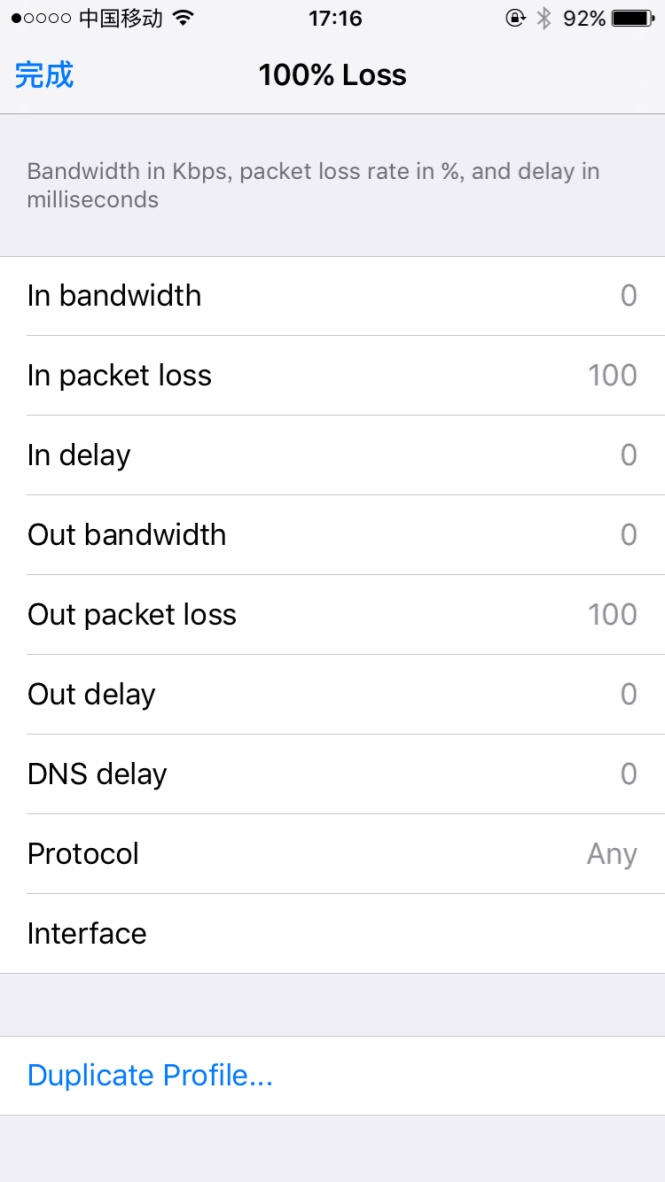 中国移动 17:16 92%
完成 100% Loss
Bandwidth in Kbps, packet loss rate in %, and delay in
milliseconds
In bandwidth 0
In packet loss 100
In delay 0
Out bandwidth 0
Out packet loss 100
Out delay 0
DNS delay 0
Protocol Any
Interface
Duplicate Profile...